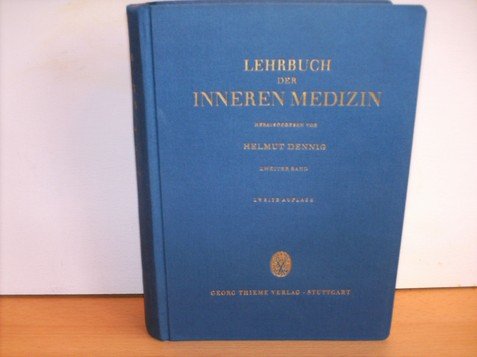 LEHRBUCH
DER
INNEREN MEDIZIN
HERAUSGEGEBEN VON
HELMUT DENNIG
ZWEITER BAND
ZWEITE AUFLAGE
GEORG THIEME VERLAG · STUTTGART